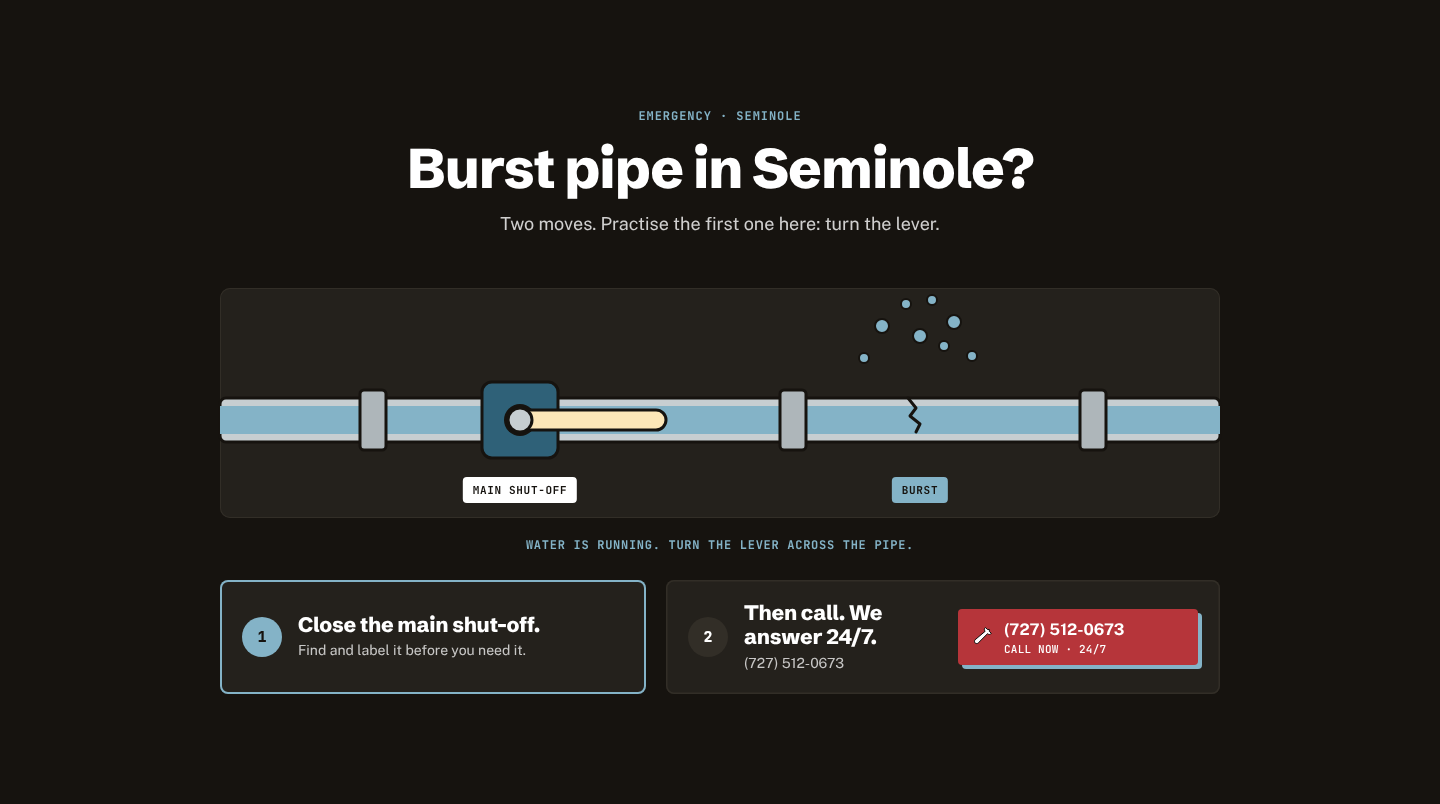 EMERGENCY · SEMINOLE
Burst pipe in Seminole?
Two moves. Practise the first one here: turn the lever.
MAIN SHUT-OFF
BURST
WATER IS RUNNING. TURN THE LEVER ACROSS THE PIPE.
1
Close the main shut-off.
Find and label it before you need it.
2
Then call. We
answer 24/7.
(727) 512-0673
(727) 512-0673
CALL NOW · 24/7